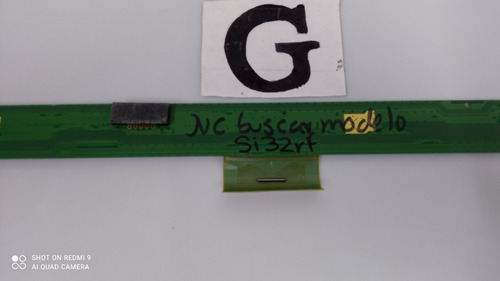 G
NC buscar modelo
Si32rf
SHOT ON REDMI 9
AI QUAD CAMERA